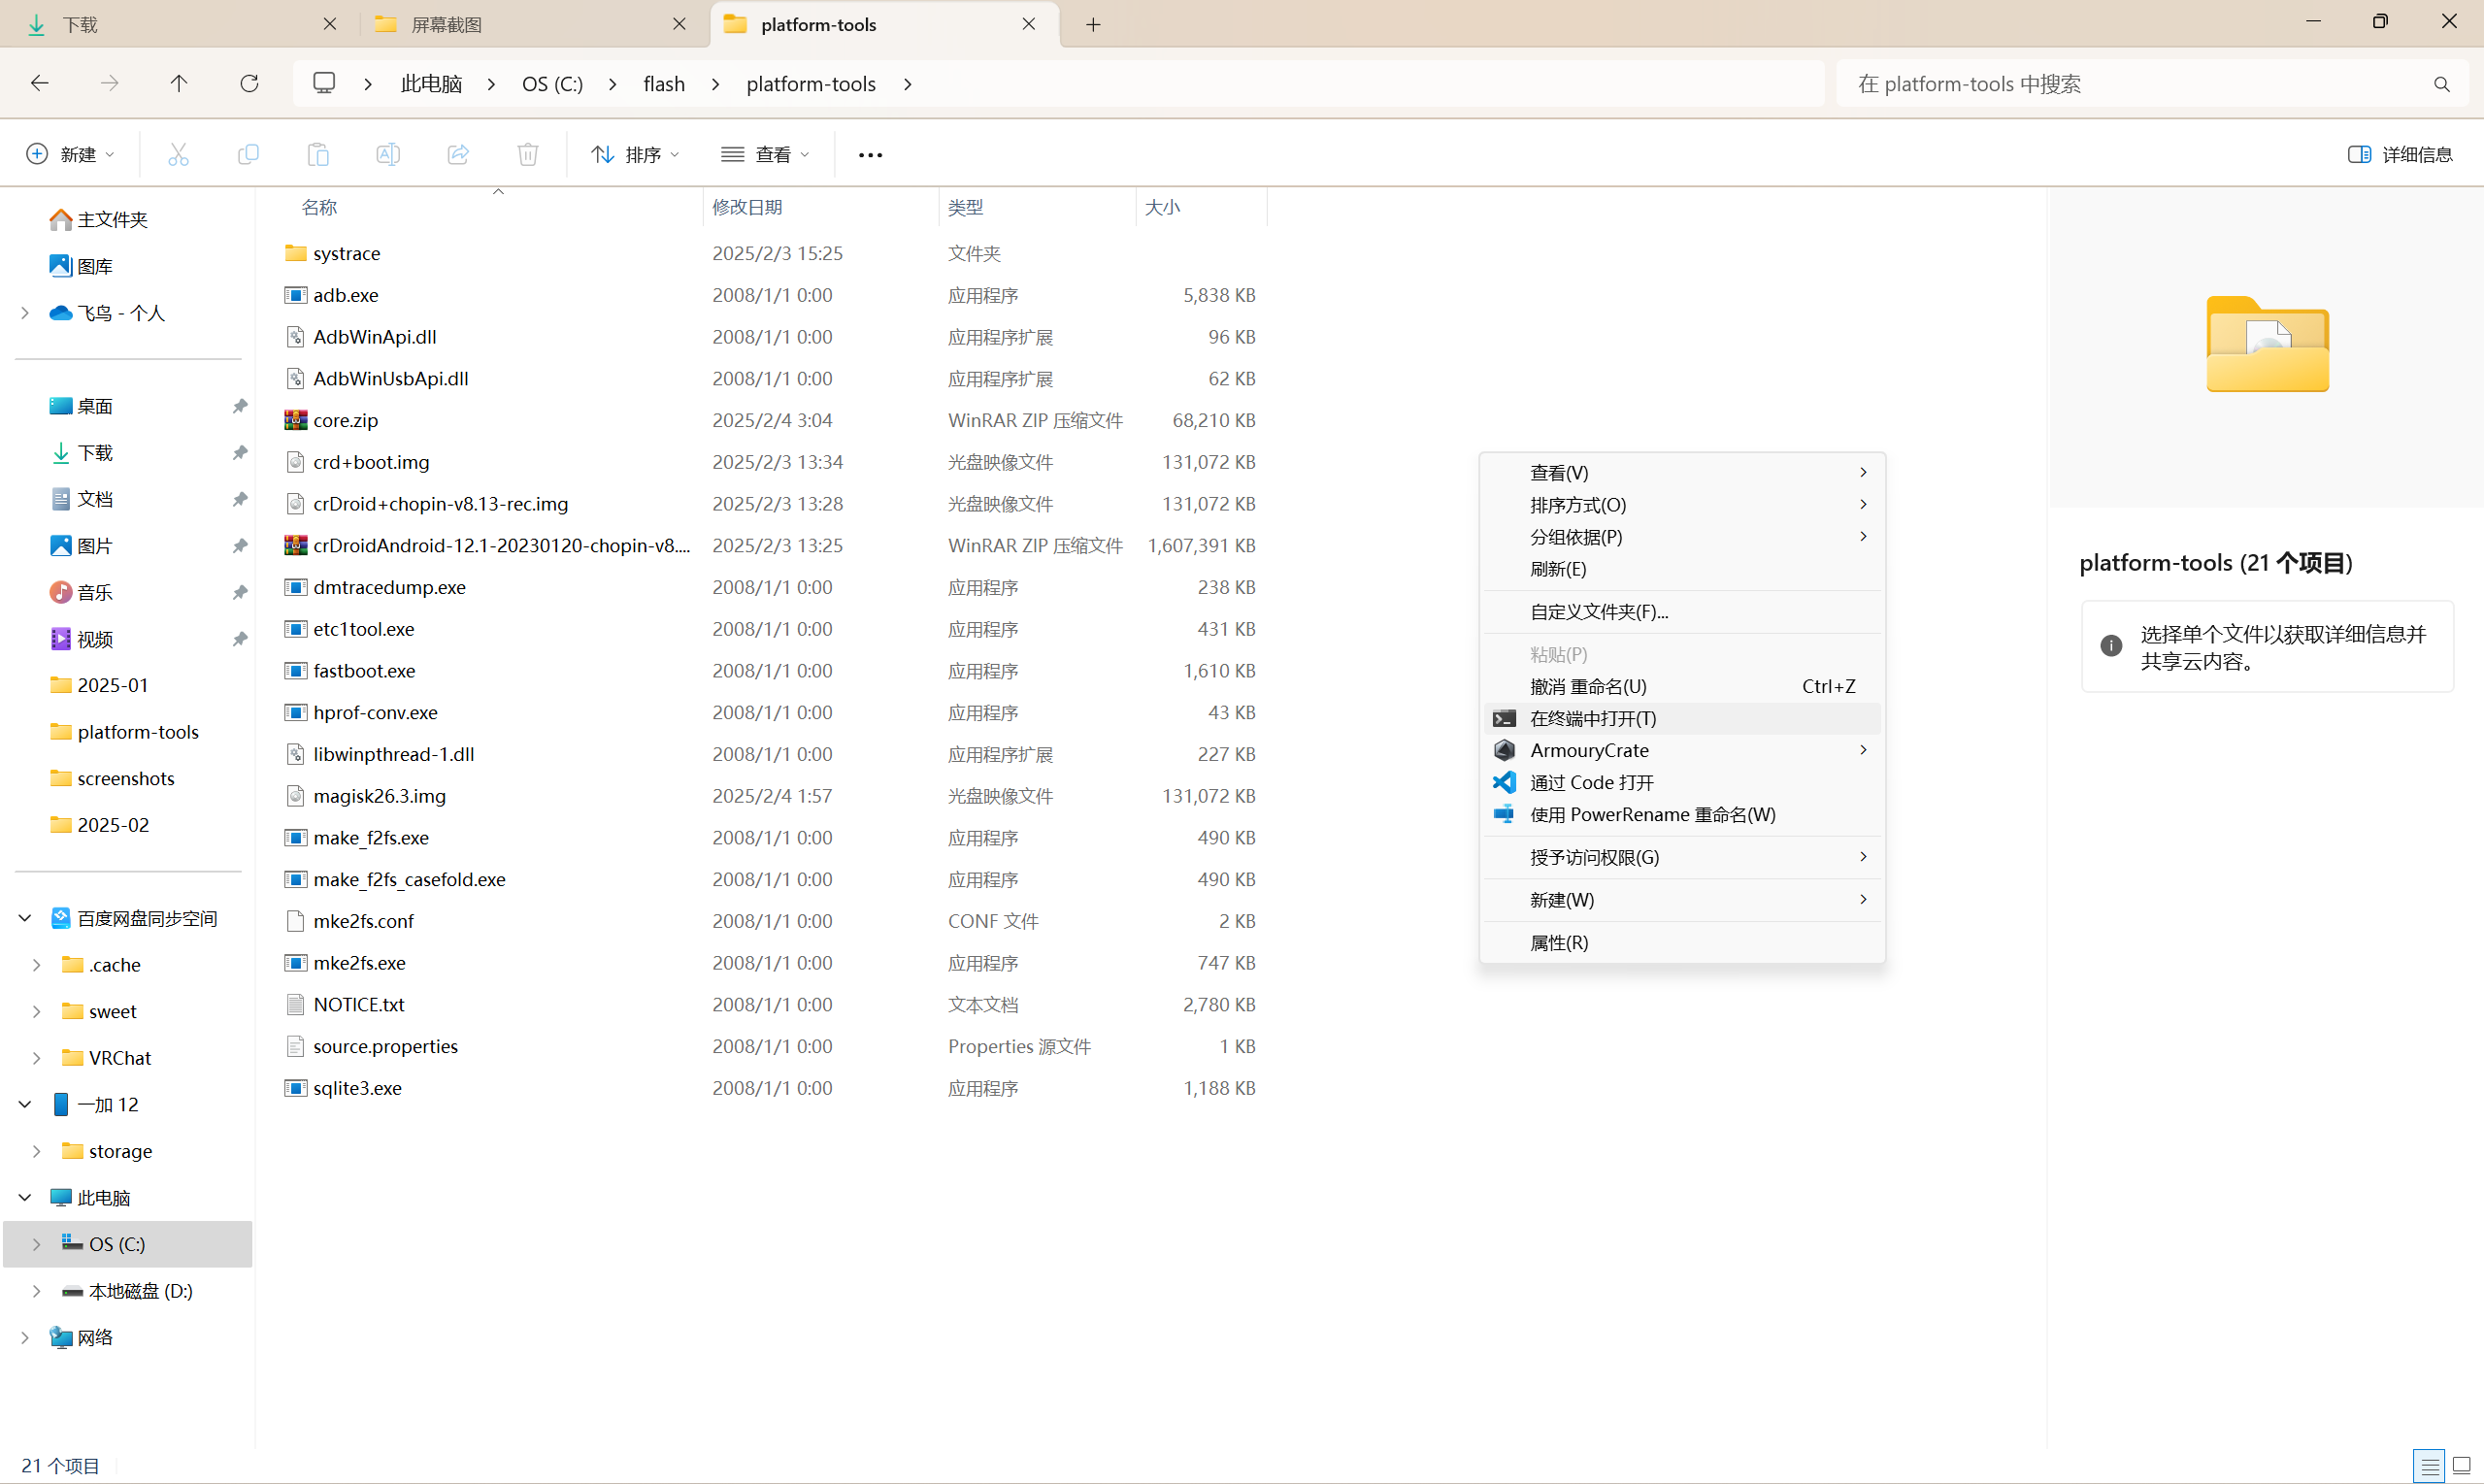 下载
屏幕截图
platform-tools
此电脑
OS (C:)
flash
platform-tools
在 platform-tools 中搜索
新建
排序
查看
详细信息
主文件夹
图库
飞鸟 - 个人
桌面
下载
文档
图片
音乐
视频
2025-01
platform-tools
screenshots
2025-02
百度网盘同步空间
.cache
sweet
VRChat
一加 12
storage
此电脑
OS (C:)
本地磁盘 (D:)
网络
名称 修改日期 类型 大小
systrace 2025/2/3 15:25 文件夹
adb.exe 2008/1/1 0:00 应用程序 5,838 KB
AdbWinApi.dll 2008/1/1 0:00 应用程序扩展 96 KB
AdbWinUsbApi.dll 2008/1/1 0:00 应用程序扩展 62 KB
core.zip 2025/2/4 3:04 WinRAR ZIP 压缩文件 68,210 KB
crd+boot.img 2025/2/3 13:34 光盘映像文件 131,072 KB
crDroid+chopin-v8.13-rec.img 2025/2/3 13:28 光盘映像文件 131,072 KB
crDroidAndroid-12.1-20230120-chopin-v8.... 2025/2/3 13:25 WinRAR ZIP 压缩文件 1,607,391 KB
dmtracedump.exe 2008/1/1 0:00 应用程序 238 KB
etc1tool.exe 2008/1/1 0:00 应用程序 431 KB
fastboot.exe 2008/1/1 0:00 应用程序 1,610 KB
hprof-conv.exe 2008/1/1 0:00 应用程序 43 KB
libwinpthread-1.dll 2008/1/1 0:00 应用程序扩展 227 KB
magisk26.3.img 2025/2/4 1:57 光盘映像文件 131,072 KB
make_f2fs.exe 2008/1/1 0:00 应用程序 490 KB
make_f2fs_casefold.exe 2008/1/1 0:00 应用程序 490 KB
mke2fs.conf 2008/1/1 0:00 CONF 文件 2 KB
mke2fs.exe 2008/1/1 0:00 应用程序 747 KB
NOTICE.txt 2008/1/1 0:00 文本文档 2,780 KB
source.properties 2008/1/1 0:00 Properties 源文件 1 KB
sqlite3.exe 2008/1/1 0:00 应用程序 1,188 KB
查看(V)
排序方式(O)
分组依据(P)
刷新(E)
自定义文件夹(F)...
粘贴(P)
撤消 重命名(U) Ctrl+Z
在终端中打开(T)
ArmouryCrate
通过 Code 打开
使用 PowerRename 重命名(W)
授予访问权限(G)
新建(W)
属性(R)
platform-tools (21 个项目)
选择单个文件以获取详细信息并
共享云内容。
21 个项目